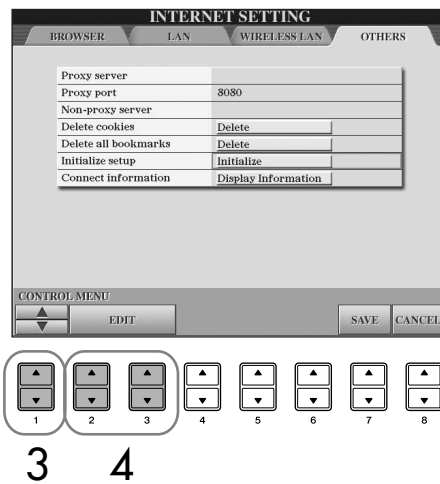 INTERNET SETTING
BROWSER LAN WIRELESS LAN OTHERS
Proxy server
Proxy port 8080
Non-proxy server
Delete cookies Delete
Delete all bookmarks Delete
Initialize setup Initialize
Connect information Display Information
CONTROL MENU
EDIT SAVE CANCEL
1 2 3 4 5 6 7 8
3 4